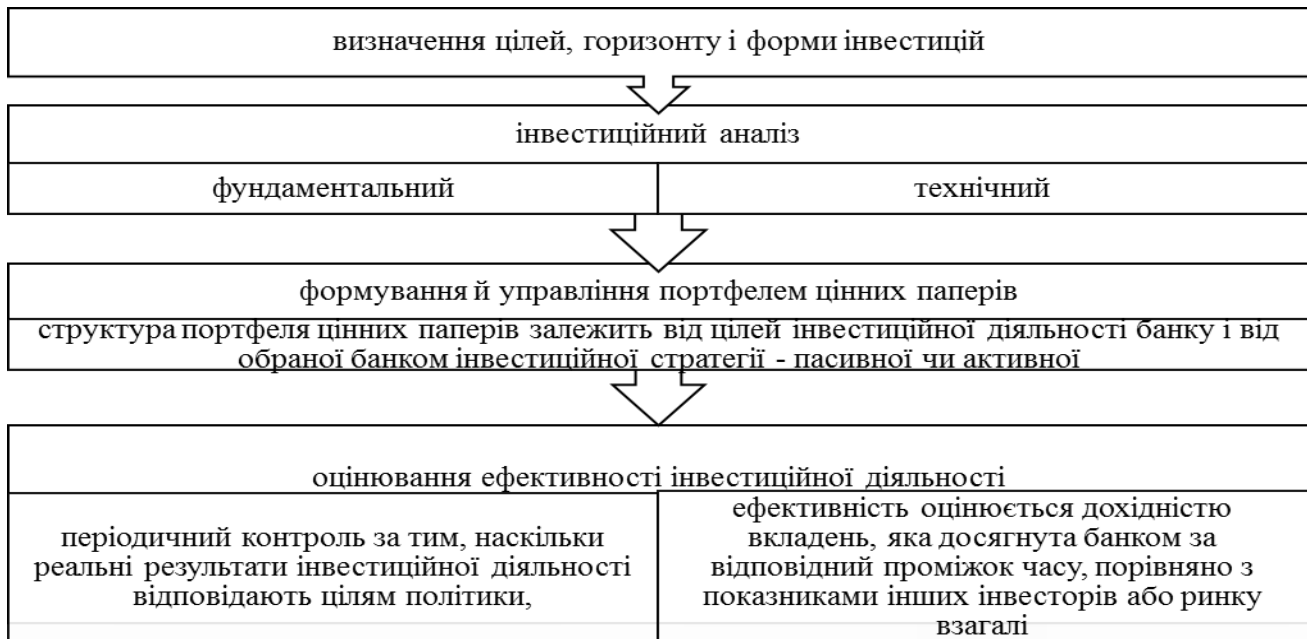 визначення цілей, горизонту і форми інвестицій
інвестиційний аналіз
фундаментальний
технічний
формування й управління портфелем цінних паперів
структура портфеля цінних паперів залежить від цілей інвестиційної діяльності банку і від
обраної банком інвестиційної стратегії - пасивної чи активної
оцінювання ефективності інвестиційної діяльності
періодичний контроль за тим, наскільки
реальні результати інвестиційної діяльності
відповідають цілям політики,
ефективність оцінюється дохідністю
вкладень, яка досягнута банком за
відповідний проміжок часу, порівняно з
показниками інших інвесторів або ринку
взагалі